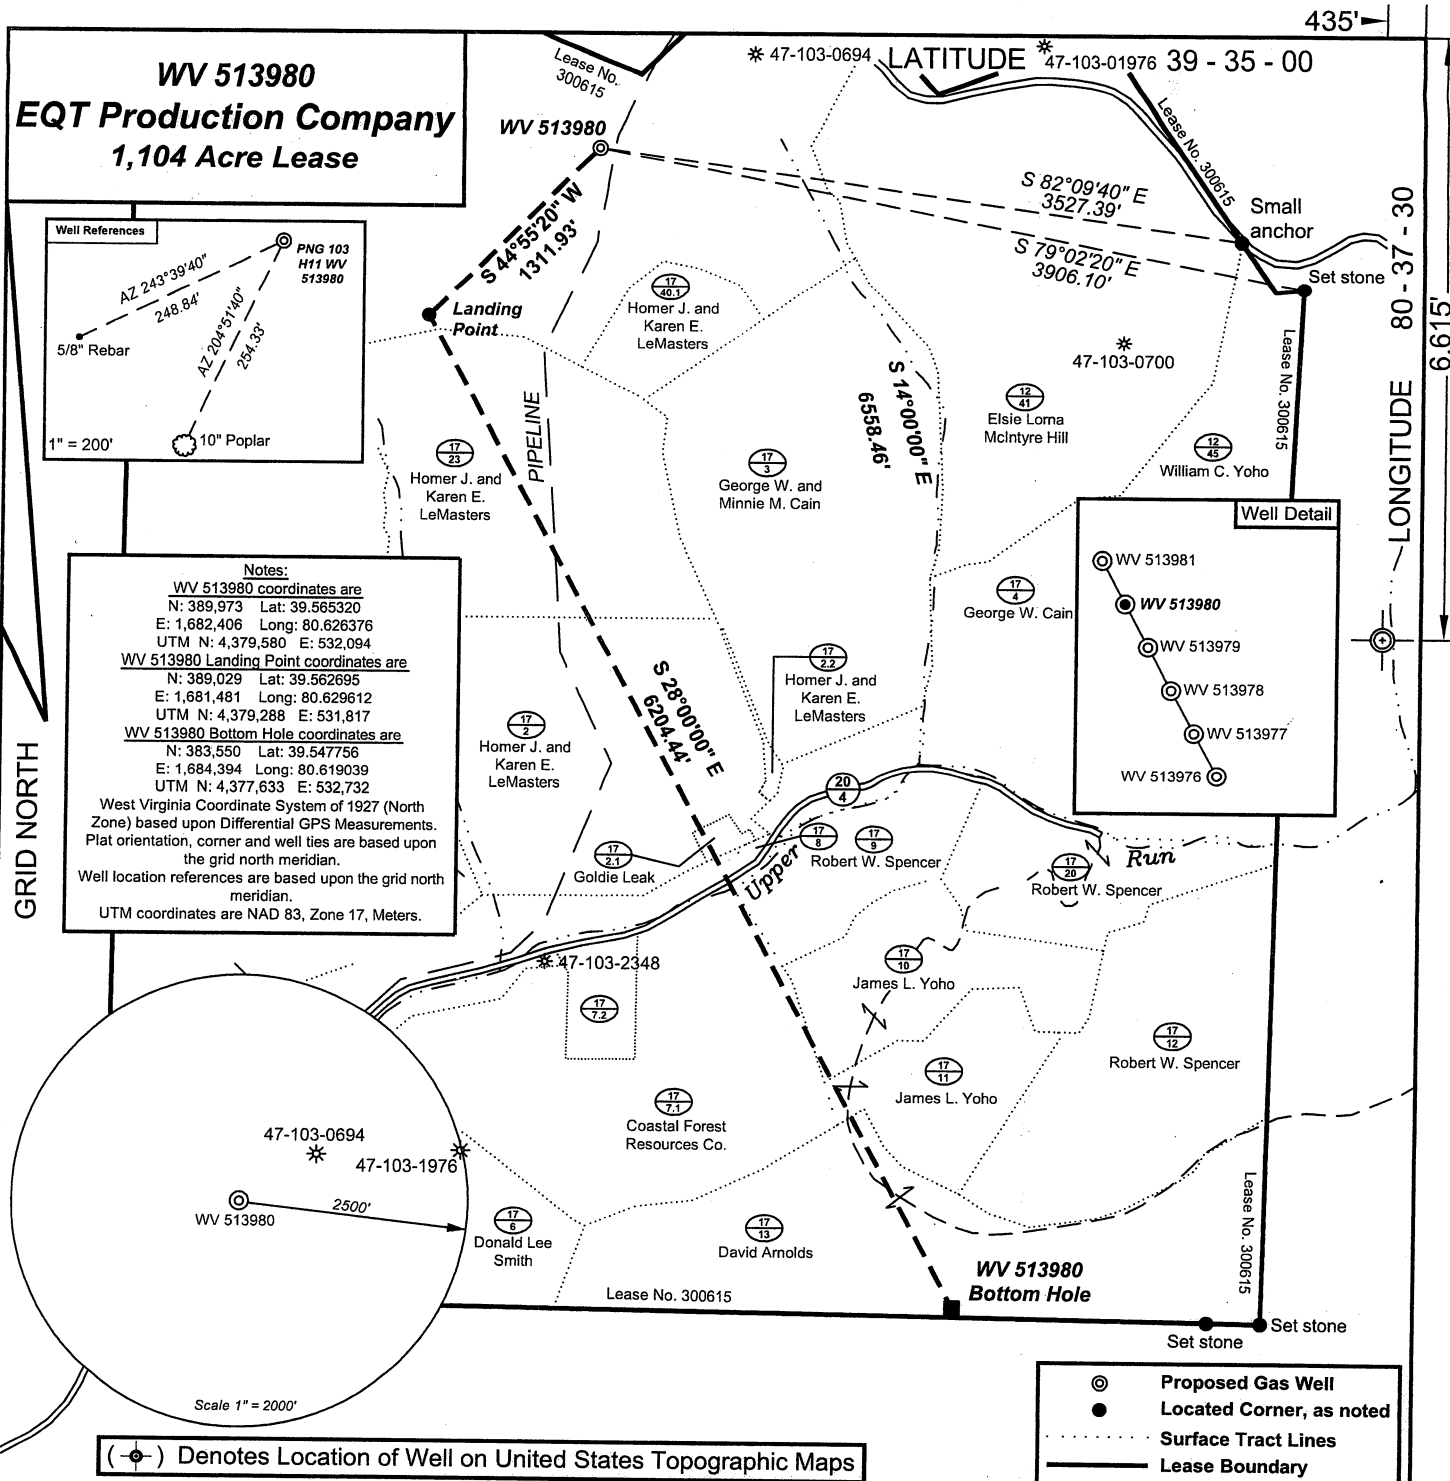 435'
WV 513980
EQT Production Company
1,104 Acre Lease
Lease No.
300615
47-103-0694
LATITUDE
47-103-01976
39 - 35 - 00
WV 513980
Lease No. 300615
S 82°09'40" E
3527.39'
S 79°02'20" E
3906.10'
Small
anchor
Set stone
LONGITUDE 80 - 37 - 30
6,615'
Well References
PNG 103
H11 WV
513980
AZ 243°39'40"
248.84'
AZ 204°51'40"
254.33'
5/8" Rebar
10" Poplar
1" = 200'
S 44°55'20" W
1311.93'
Landing
Point
17
40.1
Homer J. and
Karen E.
LeMasters
47-103-0700
Lease No. 300615
S 14°00'00" E
6558.46'
12
41
Elsie Lorna
McIntyre Hill
12
45
William C. Yoho
PIPELINE
17
23
Homer J. and
Karen E.
LeMasters
17
3
George W. and
Minnie M. Cain
Well Detail
WV 513981
WV 513980
WV 513979
WV 513978
WV 513977
WV 513976
17
4
George W. Cain
Notes:
WV 513980 coordinates are
N: 389,973 Lat: 39.565320
E: 1,682,406 Long: 80.626376
UTM N: 4,379,580 E: 532,094
WV 513980 Landing Point coordinates are
N: 389,029 Lat: 39.562695
E: 1,681,481 Long: 80.629612
UTM N: 4,379,288 E: 531,817
WV 513980 Bottom Hole coordinates are
N: 383,550 Lat: 39.547756
E: 1,684,394 Long: 80.619039
UTM N: 4,377,633 E: 532,732
West Virginia Coordinate System of 1927 (North
Zone) based upon Differential GPS Measurements.
Plat orientation, corner and well ties are based upon
the grid north meridian.
Well location references are based upon the grid north
meridian.
UTM coordinates are NAD 83, Zone 17, Meters.
GRID NORTH
S 28°00'00" E
6204.44'
17
2.2
Homer J. and
Karen E.
LeMasters
17
2
Homer J. and
Karen E.
LeMasters
20
4
17
8
17
9
Robert W. Spencer
17
2.1
Goldie Leak
Upper
Run
17
20
Robert W. Spencer
47-103-2348
17
7.2
17
10
James L. Yoho
17
12
Robert W. Spencer
17
11
James L. Yoho
17
7.1
Coastal Forest
Resources Co.
47-103-0694
47-103-1976
WV 513980
2500'
Scale 1" = 2000'
17
6
Donald Lee
Smith
17
13
David Arnolds
Lease No. 300615
Lease No. 300615
WV 513980
Bottom Hole
Set stone
Set stone
Proposed Gas Well
Located Corner, as noted
Surface Tract Lines
Lease Boundary
( ) Denotes Location of Well on United States Topographic Maps